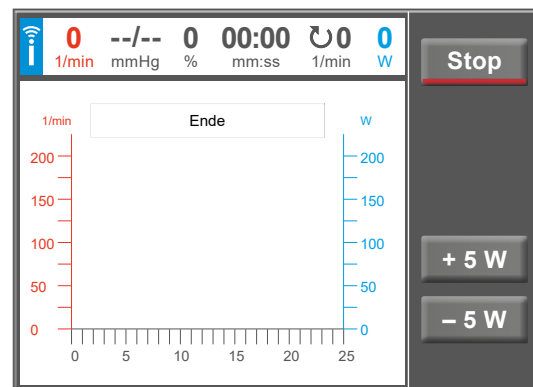 0 --/-- 0 00:00 0 0
1/min mmHg % mm:ss 1/min W
Stop
1/min Ende W
200 200
150 150
100 100
50 50
0 0
0 5 10 15 20 25
+ 5 W
– 5 W